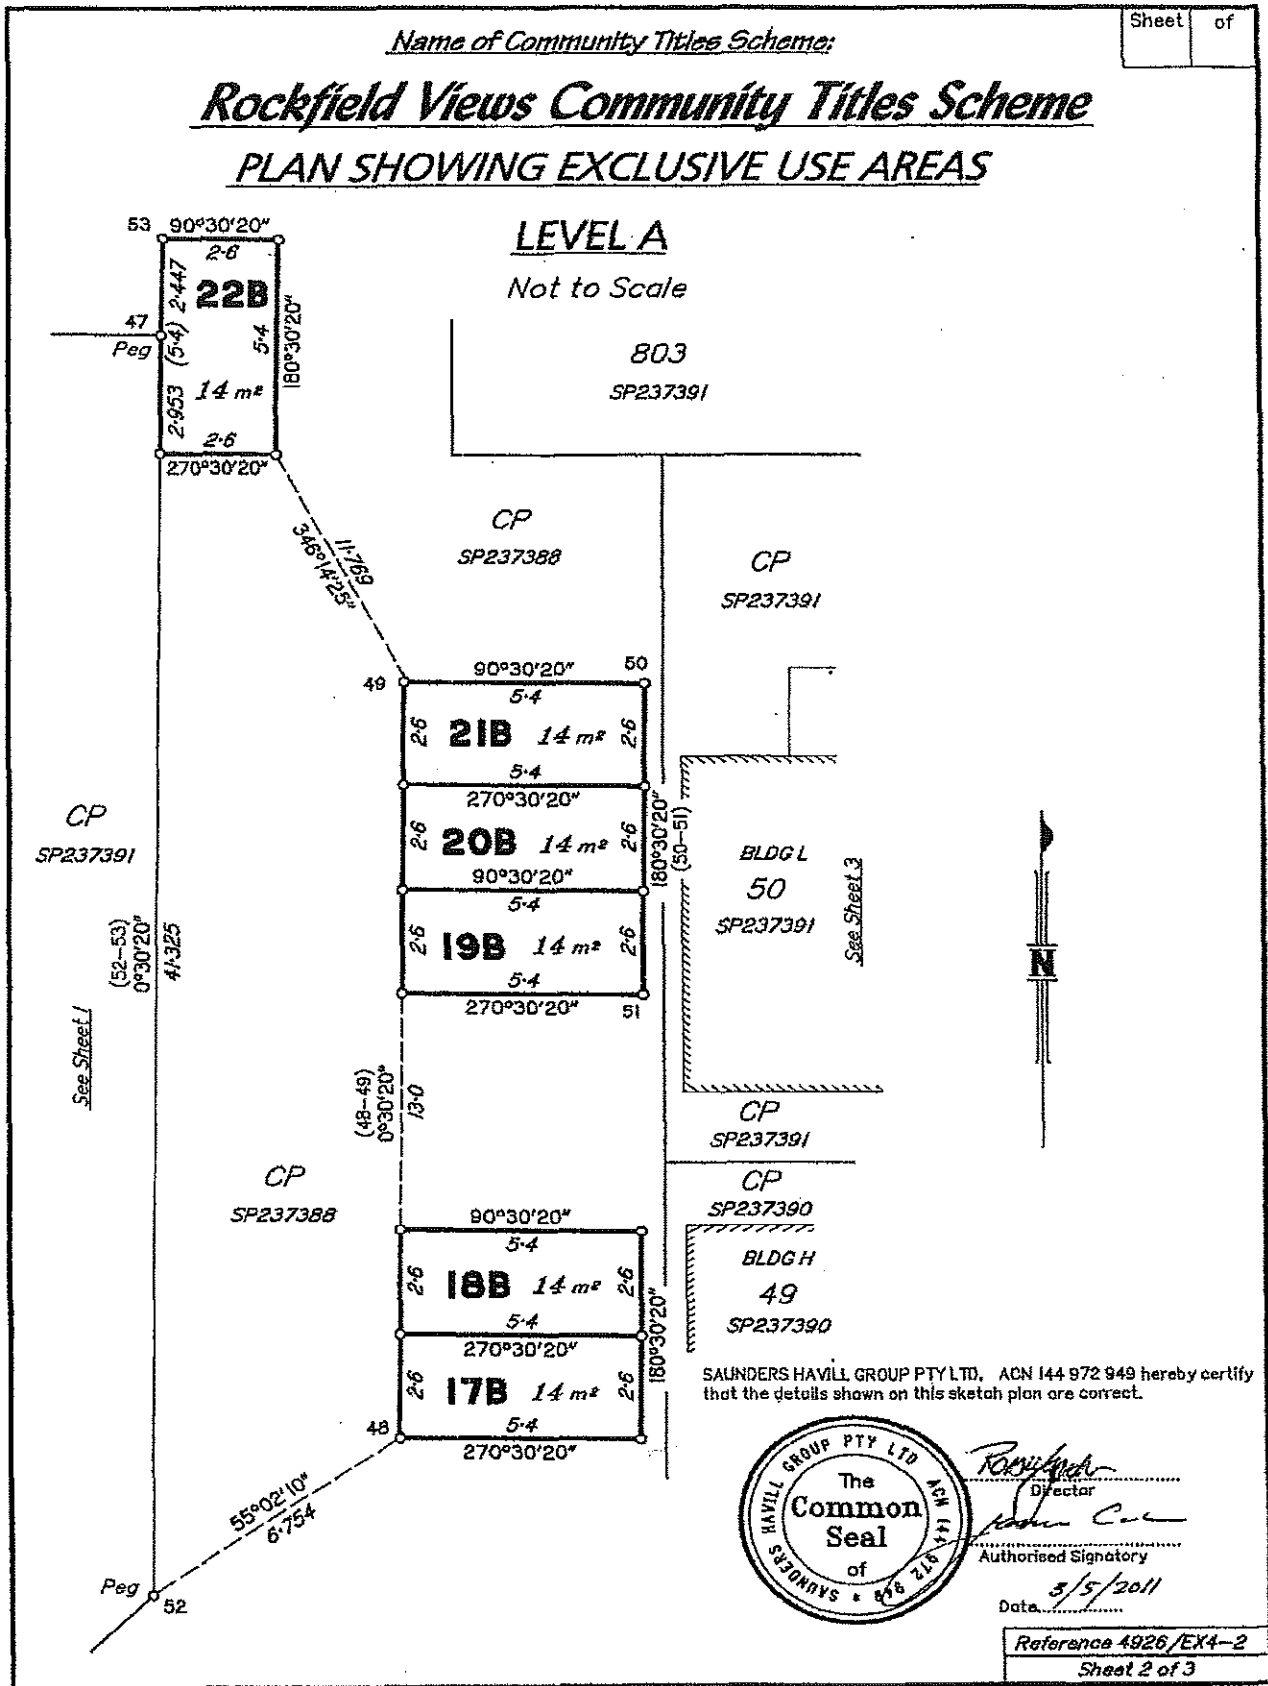 Sheet of
Name of Community Titles Scheme:
Rockfield Views Community Titles Scheme
PLAN SHOWING EXCLUSIVE USE AREAS
LEVEL A
Not to Scale
53 90°30'20"
2·6
22B
2·447
(5·4)
47
Peg
5·4
180°30'20"
14 m²
2·953
2·6
270°30'20"
803
SP237391
11·769
346°14'25"
CP
SP237388
CP
SP237391
49
90°30'20"
50
5·4
2·6 21B 14 m² 2·6
5·4
270°30'20"
2·6 20B 14 m² 2·6
90°30'20"
5·4
2·6 19B 14 m² 2·6
5·4
270°30'20"
51
180°30'20"
(50–51)
CP
SP237391
(52–53)
0°30'20"
41·325
See Sheet 1
BLDG L
50
SP237391
See Sheet 3
N
(48–49)
0°30'20"
13·0
CP
SP237391
CP
SP237388
CP
SP237390
90°30'20"
5·4
2·6 18B 14 m² 2·6
5·4
270°30'20"
2·6 17B 14 m² 2·6
5·4
48
270°30'20"
180°30'20"
BLDG H
49
SP237390
55°02'10"
6·754
Peg
52
SAUNDERS HAVILL GROUP PTY LTD. ACN 144 972 949 hereby certify
that the details shown on this sketch plan are correct.
SAUNDERS HAVILL GROUP PTY LTD ACN 144 972 949 *
The
Common
Seal
of
Director
Authorised Signatory
Date 3/5/2011
Reference 4926/EX4–2
Sheet 2 of 3